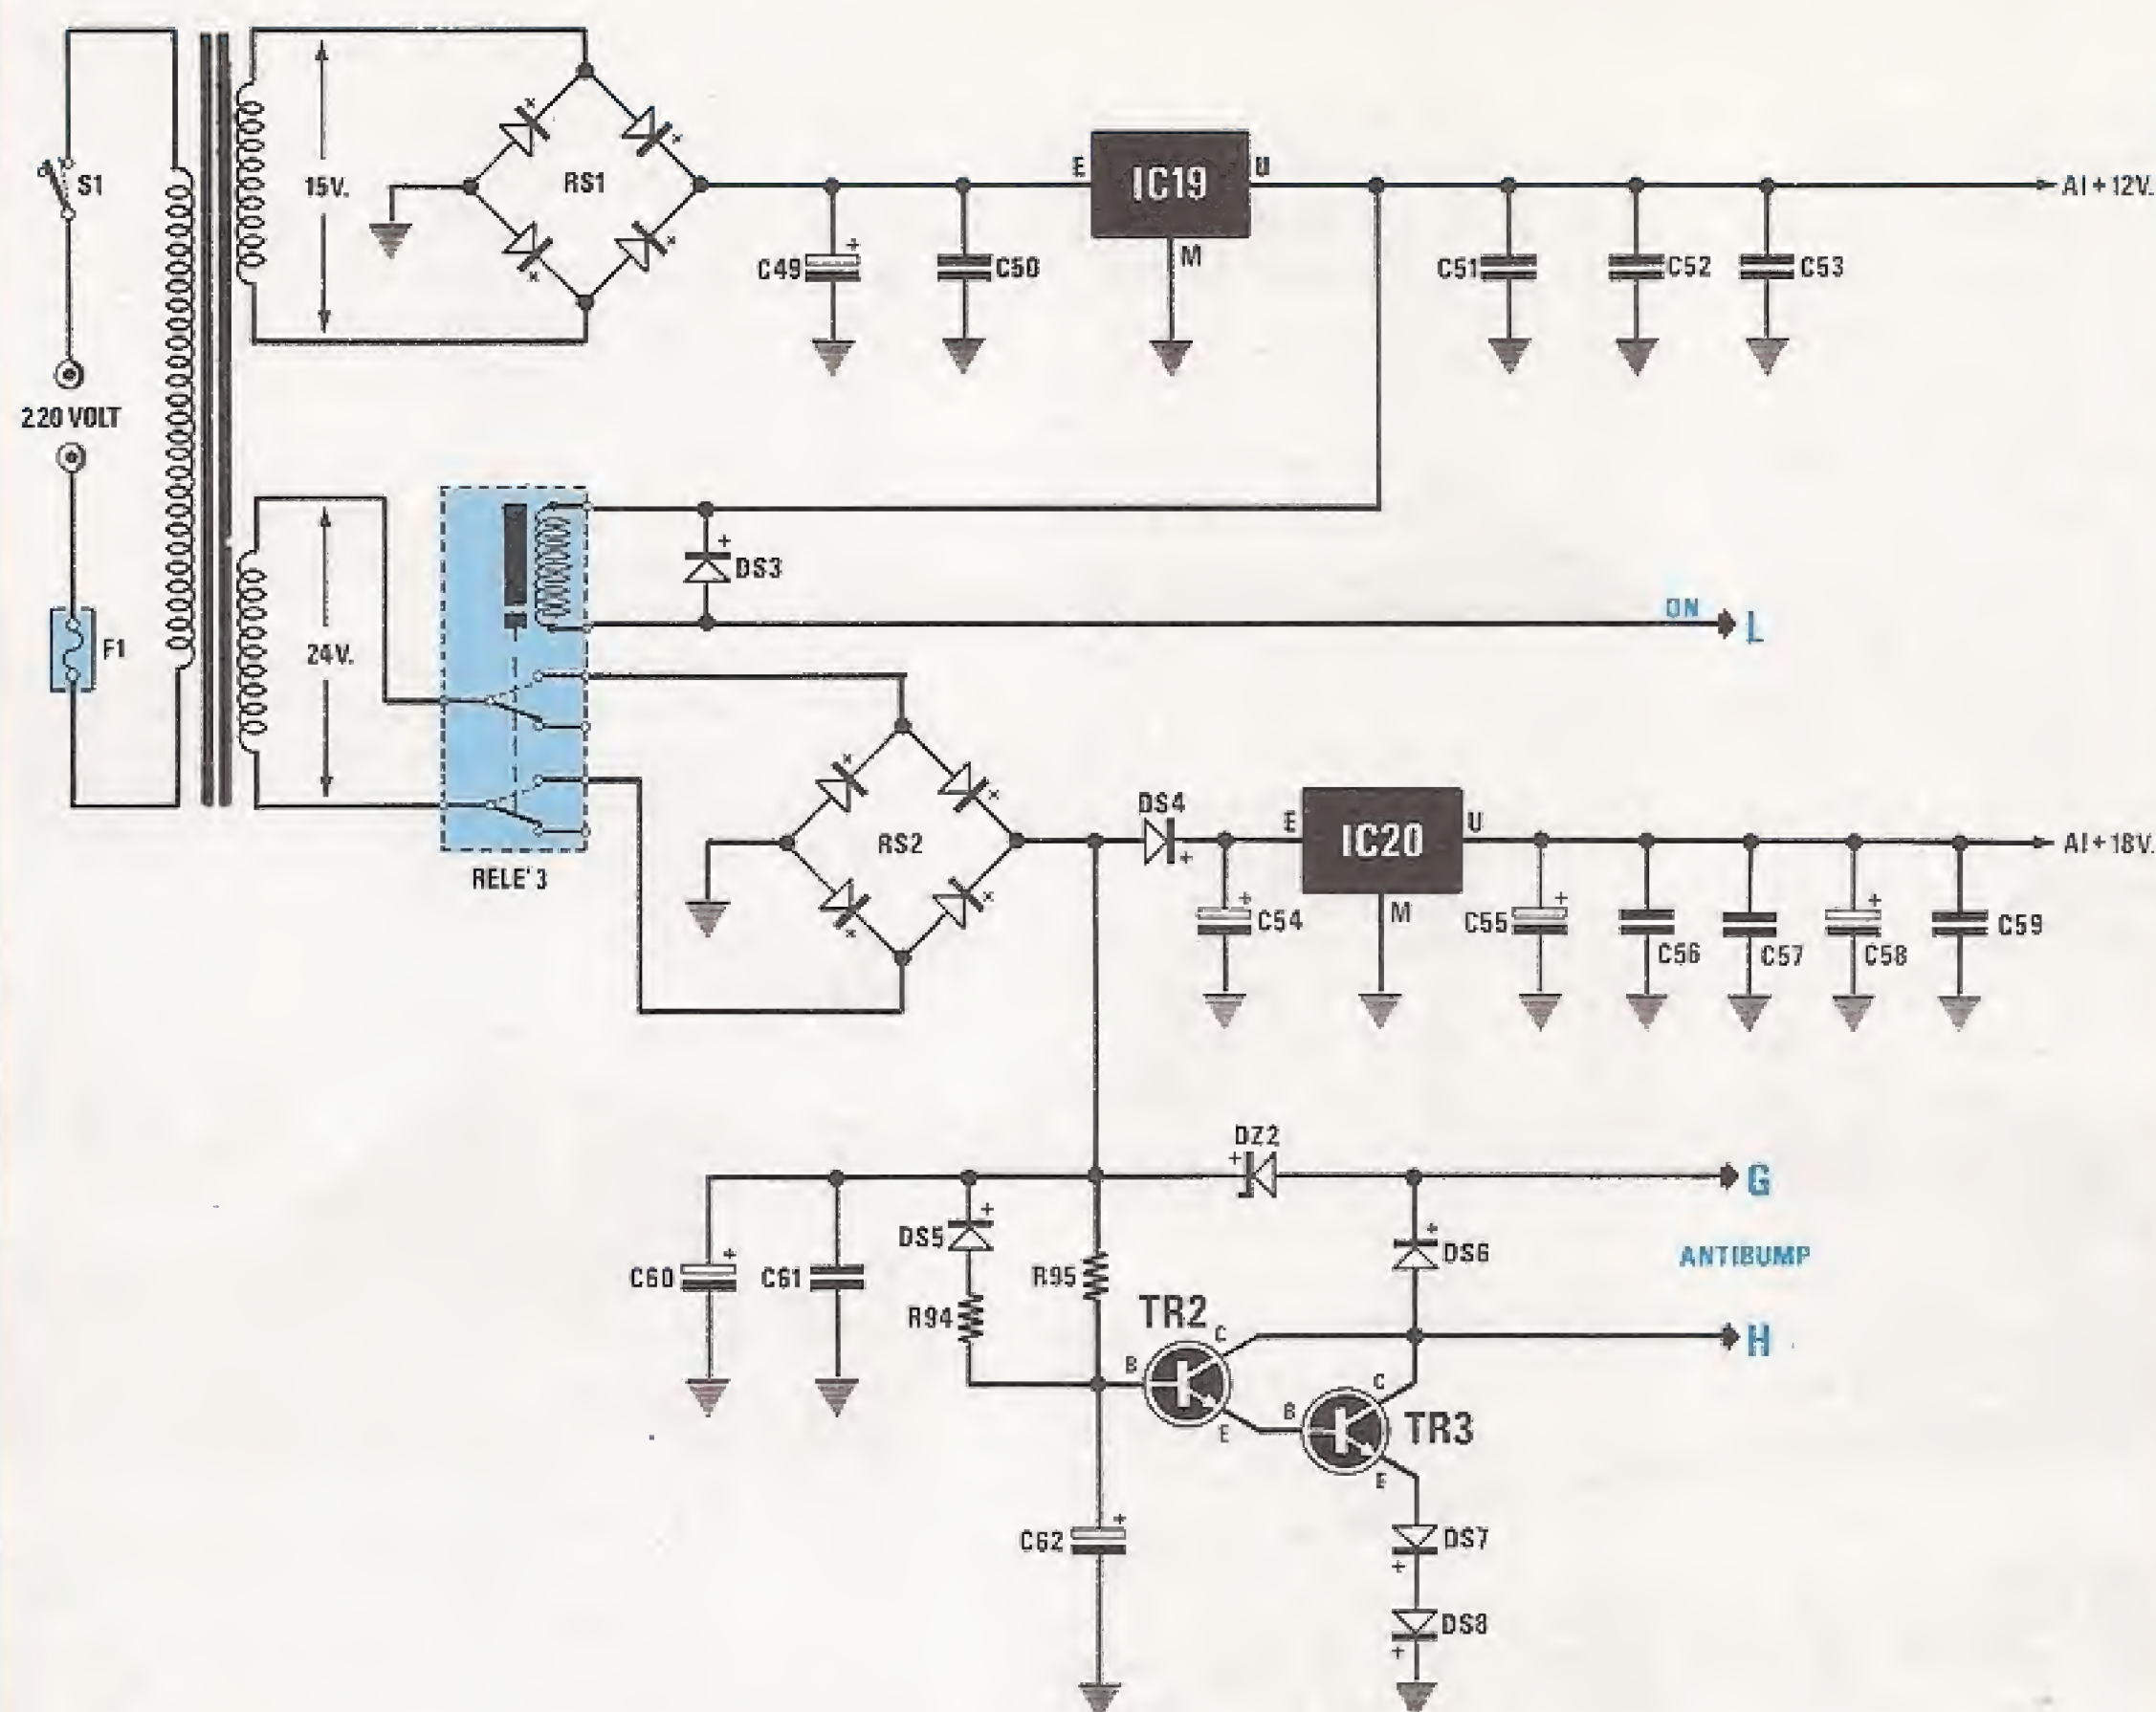 S1
15V.
RS1
E
IC19
U
M
AI + 12V.
C49
+
C50
C51
C52
C53
220 VOLT
F1
24V.
+
DS3
ON
L
RELE' 3
RS2
DS4
+
E
IC20
U
M
AI + 18V.
+
C54
C55
+
C56
C57
+
C58
C59
DZ2
+
G
DS5
+
+
DS6
ANTIBUMP
C60
+
C61
R94
R95
TR2
C
B
E
H
B
C
E
TR3
C62
+
DS7
+
DS8
+